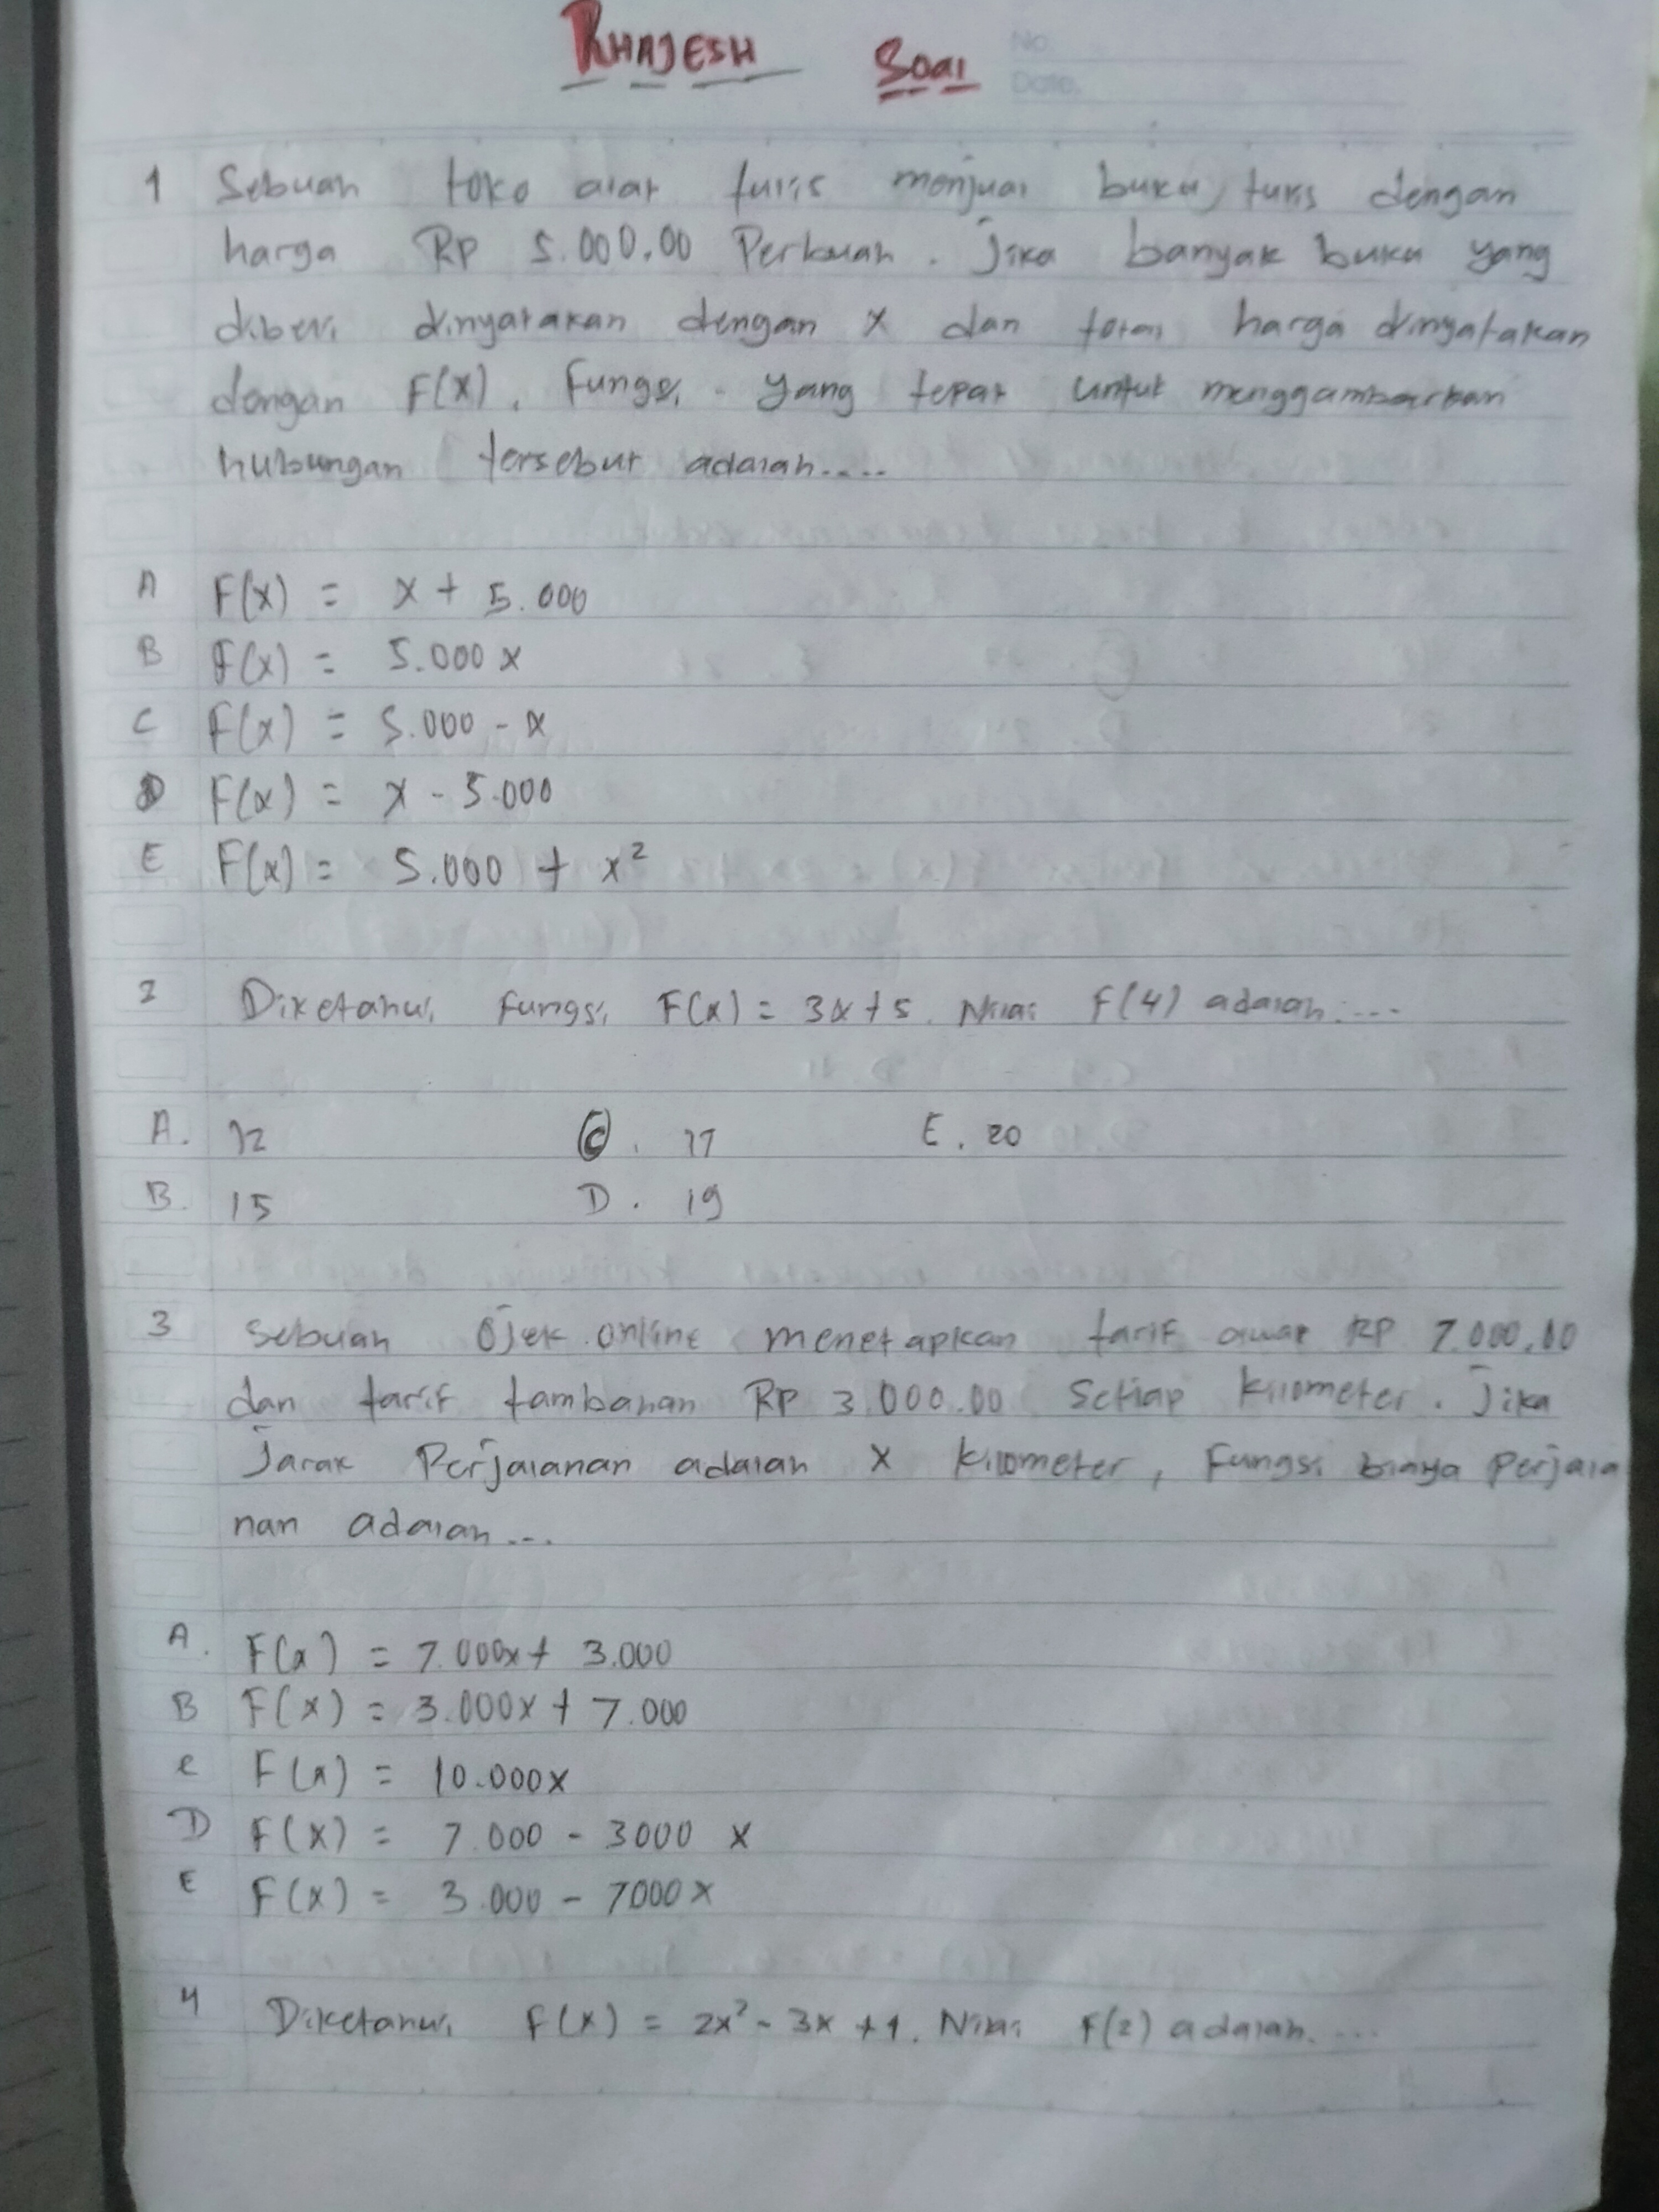 RHAJESH Soal
No.
Date.
1 Sebuah toko alat tulis menjual buku tulis dengan
harga Rp 5.000,00 Perbuah. Jika banyak buku yang
dibeli dinyatakan dengan x dan total harga dinyatakan
dengan F(x), Fungsi yang tepat untuk menggambarkan
hubungan tersebut adalah.....
A F(x) = x + 5.000
B F(x) = 5.000 x
C F(x) = 5.000 - x
D F(x) = x - 5.000
E F(x) = 5.000 + x²
2 Diketahui Fungsi F(x) = 3x + 5. Nilai F(4) adalah....
A. 12 C. 17 E. 20
B. 15 D. 19
3 Sebuah Ojek online menetapkan tarif awal RP 7.000,00
dan tarif tambahan Rp 3.000.00 Setiap Kilometer. Jika
Jarak Perjalanan adalah x kilometer, Fungsi biaya Perjala
nan adalah...
A. F(x) = 7.000x + 3.000
B F(x) = 3.000x + 7.000
C F(x) = 10.000x
D F(x) = 7.000 - 3000 x
E F(x) = 3.000 - 7000x
4 Diketahui F(x) = 2x² - 3x + 1. Nilai F(2) adalah....